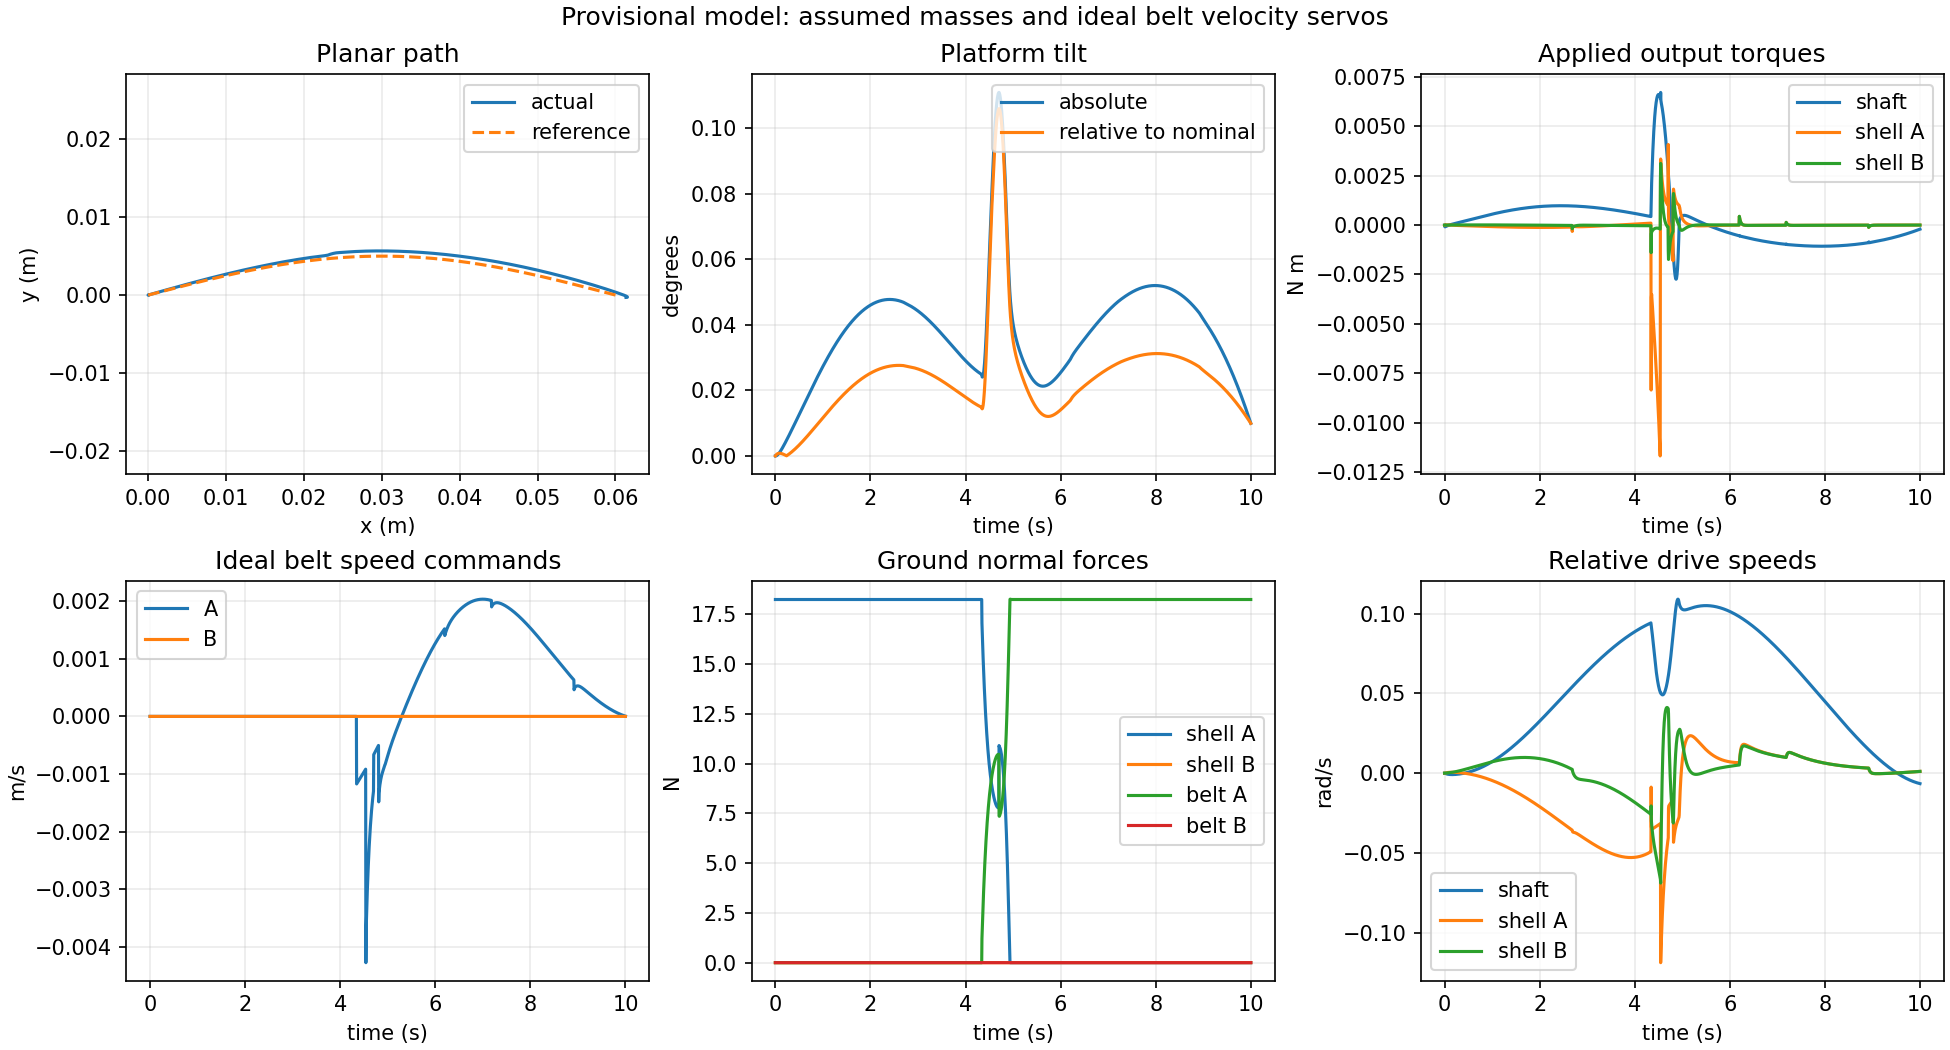 Provisional model: assumed masses and ideal belt velocity servos
Planar path
y (m)
0.02
0.01
0.00
−0.01
−0.02
actual
reference
0.00 0.01 0.02 0.03 0.04 0.05 0.06
x (m)
Platform tilt
degrees
0.10
0.08
0.06
0.04
0.02
0.00
absolute
relative to nominal
0 2 4 6 8 10
time (s)
Applied output torques
N m
0.0075
0.0050
0.0025
0.0000
−0.0025
−0.0050
−0.0075
−0.0100
−0.0125
shaft
shell A
shell B
0 2 4 6 8 10
time (s)
Ideal belt speed commands
m/s
0.002
0.001
0.000
−0.001
−0.002
−0.003
−0.004
A
B
0 2 4 6 8 10
time (s)
Ground normal forces
N
17.5
15.0
12.5
10.0
7.5
5.0
2.5
0.0
shell A
shell B
belt A
belt B
0 2 4 6 8 10
time (s)
Relative drive speeds
rad/s
0.10
0.05
0.00
−0.05
−0.10
shaft
shell A
shell B
0 2 4 6 8 10
time (s)